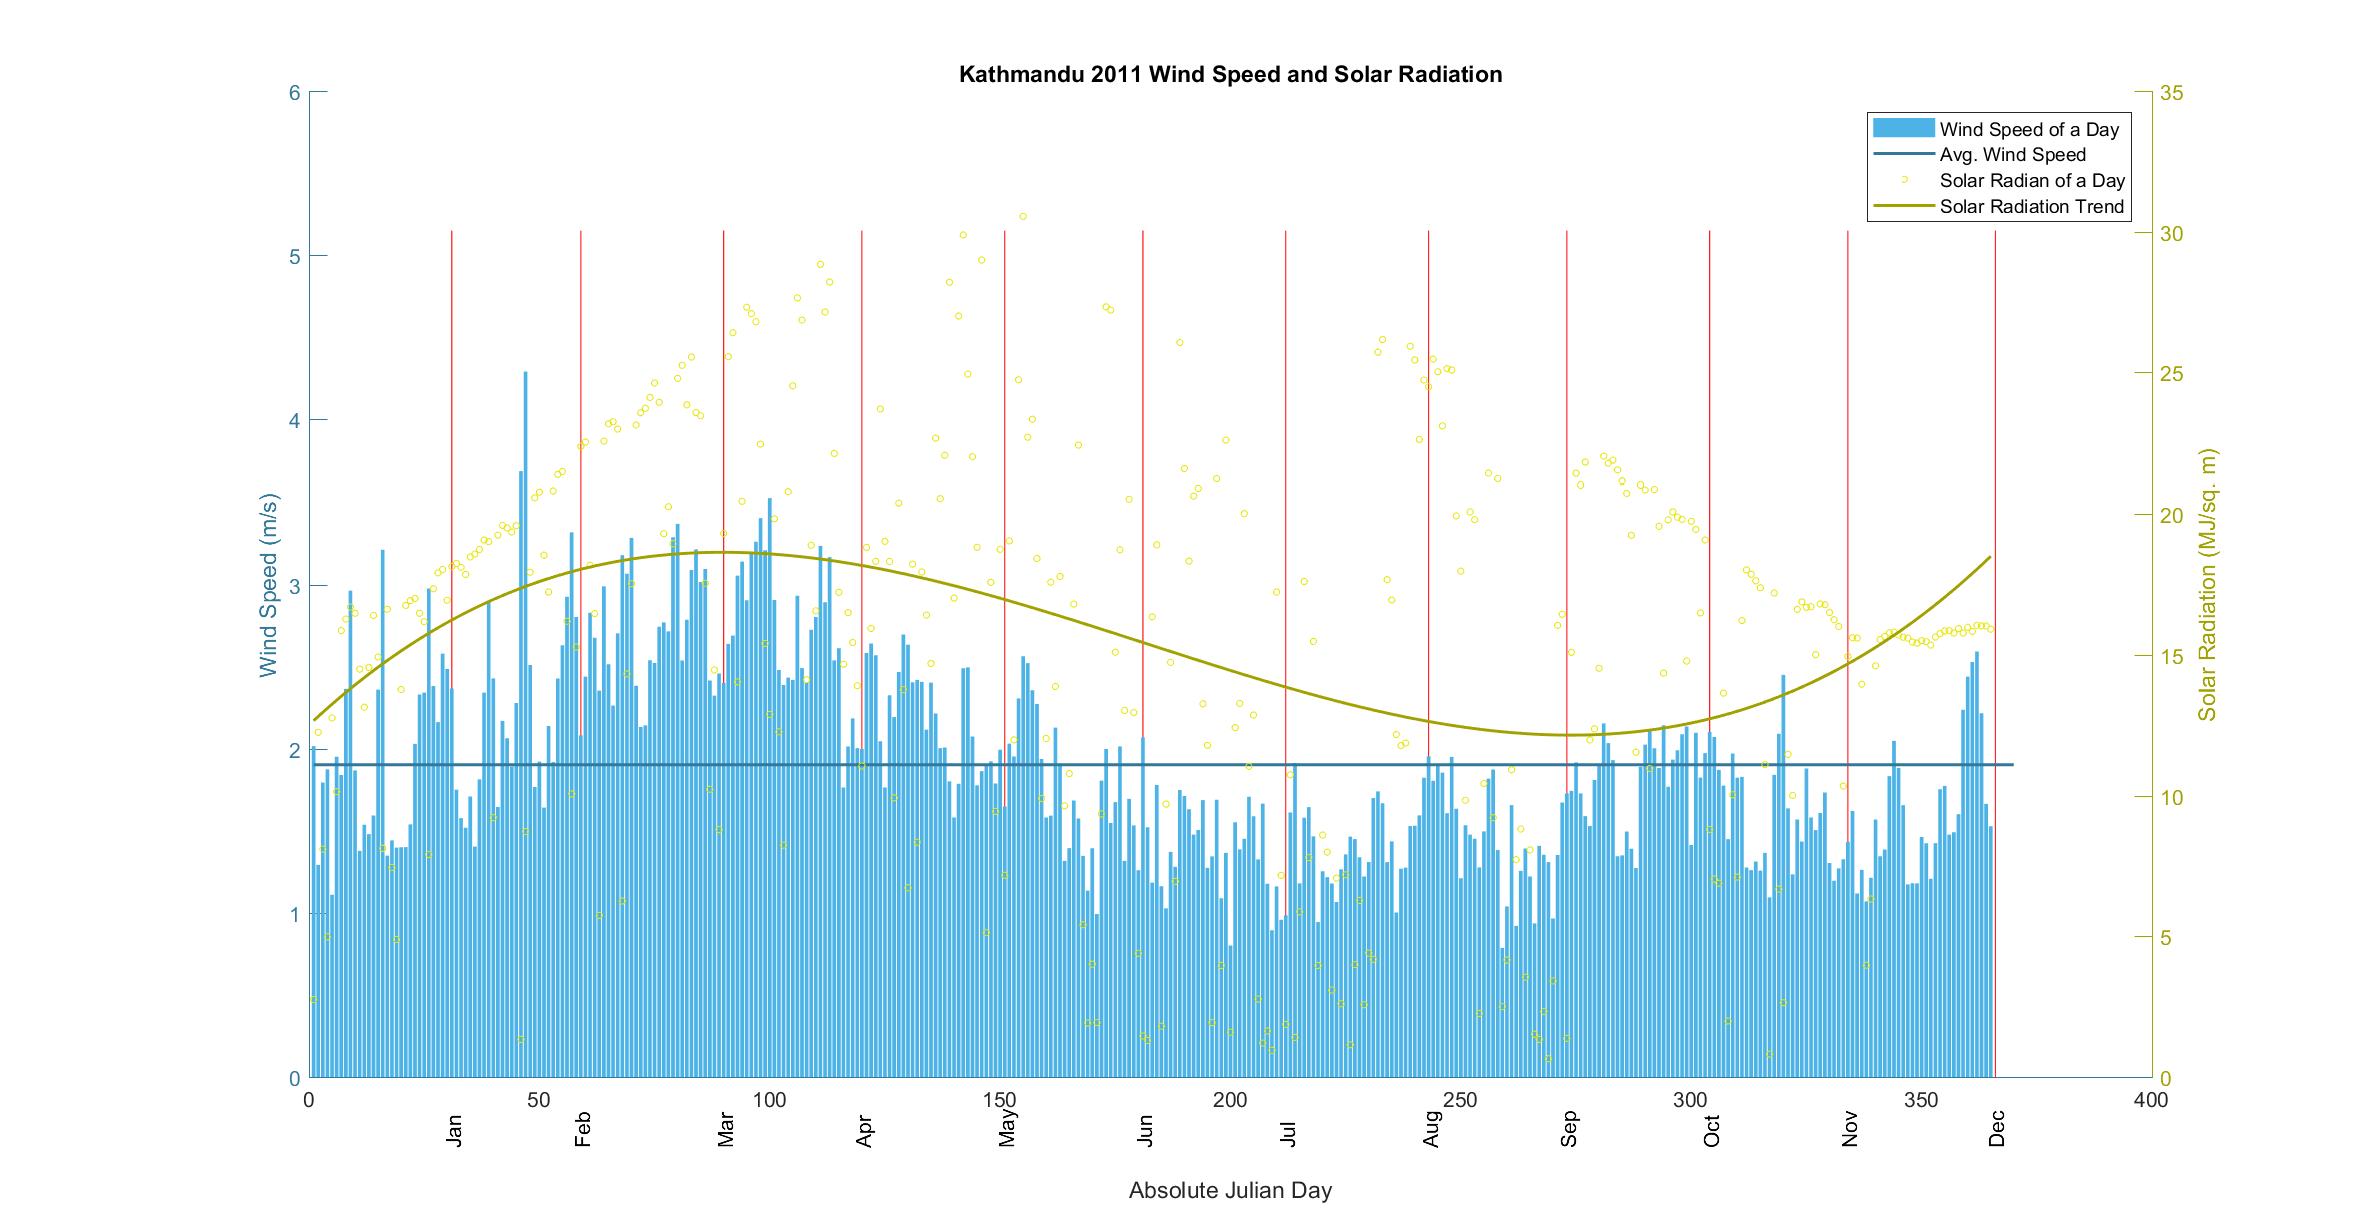 Kathmandu 2011 Wind Speed and Solar Radiation
Wind Speed of a Day
Avg. Wind Speed
Solar Radian of a Day
Solar Radiation Trend
Wind Speed (m/s)
6
5
4
3
2
1
0
Solar Radiation (MJ/sq. m)
35
30
25
20
15
10
5
0
0 50 100 150 200 250 300 350 400
Jan Feb Mar Apr May Jun Jul Aug Sep Oct Nov Dec
Absolute Julian Day